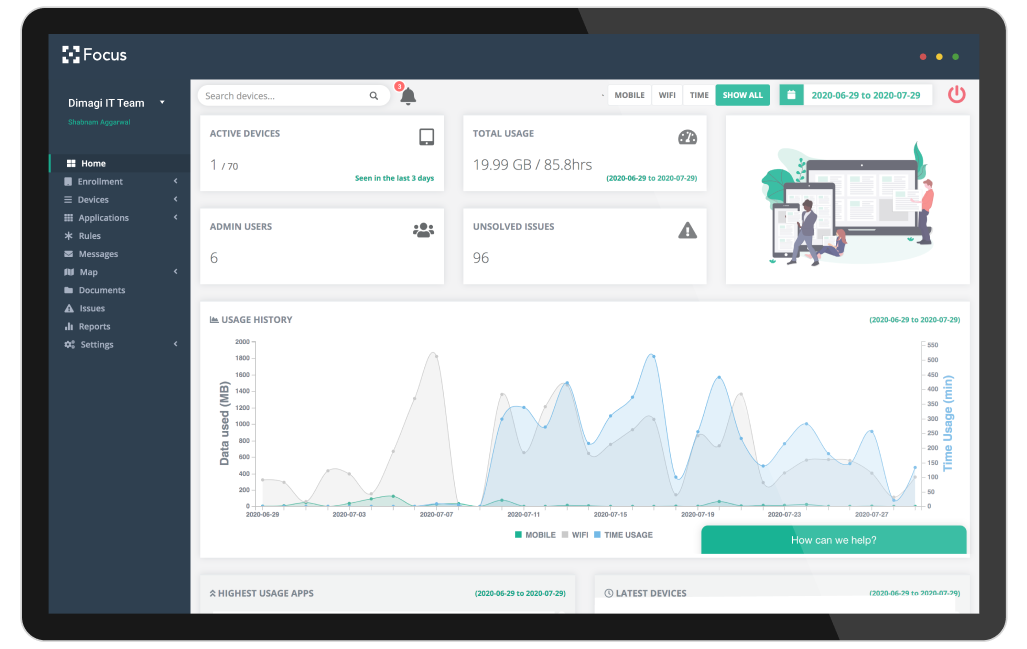 Focus
Dimagi IT Team
Shabnam Aggarwal
Home
Enrollment
Devices
Applications
Rules
Messages
Map
Documents
Issues
Reports
Settings
Search devices...
3
MOBILE WIFI TIME SHOW ALL 2020-06-29 to 2020-07-29
ACTIVE DEVICES
1 / 70
Seen in the last 3 days
TOTAL USAGE
19.99 GB / 85.8hrs
(2020-06-29 to 2020-07-29)
ADMIN USERS
6
UNSOLVED ISSUES
96
USAGE HISTORY
(2020-06-29 to 2020-07-29)
Data used (MB)
2000
1800
1600
1400
1200
1000
800
600
400
200
0
550
500
450
400
350
300
250
200
150
100
50
0
Time Usage (min)
2020-06-29 2020-07-03 2020-07-07 2020-07-11 2020-07-15 2020-07-19 2020-07-23 2020-07-27
MOBILE WIFI TIME USAGE
How can we help?
HIGHEST USAGE APPS
(2020-06-29 to 2020-07-29)
LATEST DEVICES
(2020-06-29 to 2020-07-29)